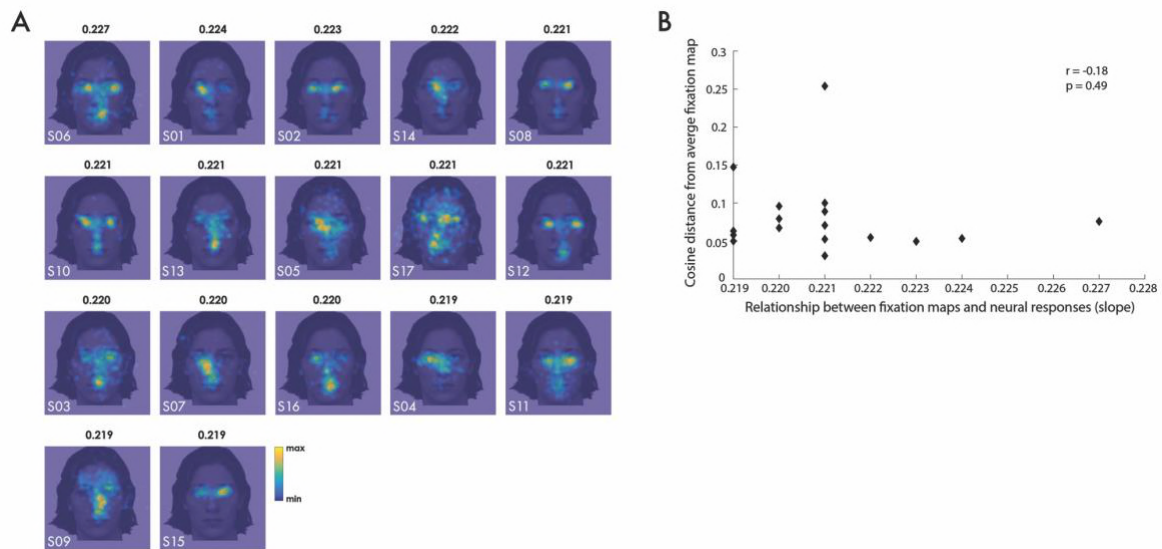 A
0.227 0.224 0.223 0.222 0.221
S06 S01 S02 S14 S08
0.221 0.221 0.221 0.221 0.221
S10 S13 S05 S17 S12
0.220 0.220 0.220 0.219 0.219
S03 S07 S16 S04 S11
0.219 0.219
max
min
S09 S15
B
Cosine distance from averge fixation map
0.3
0.25
0.2
0.15
0.1
0.05
0
r = -0.18
p = 0.49
0.219 0.220 0.221 0.222 0.223 0.224 0.225 0.226 0.227 0.228
Relationship between fixation maps and neural responses (slope)